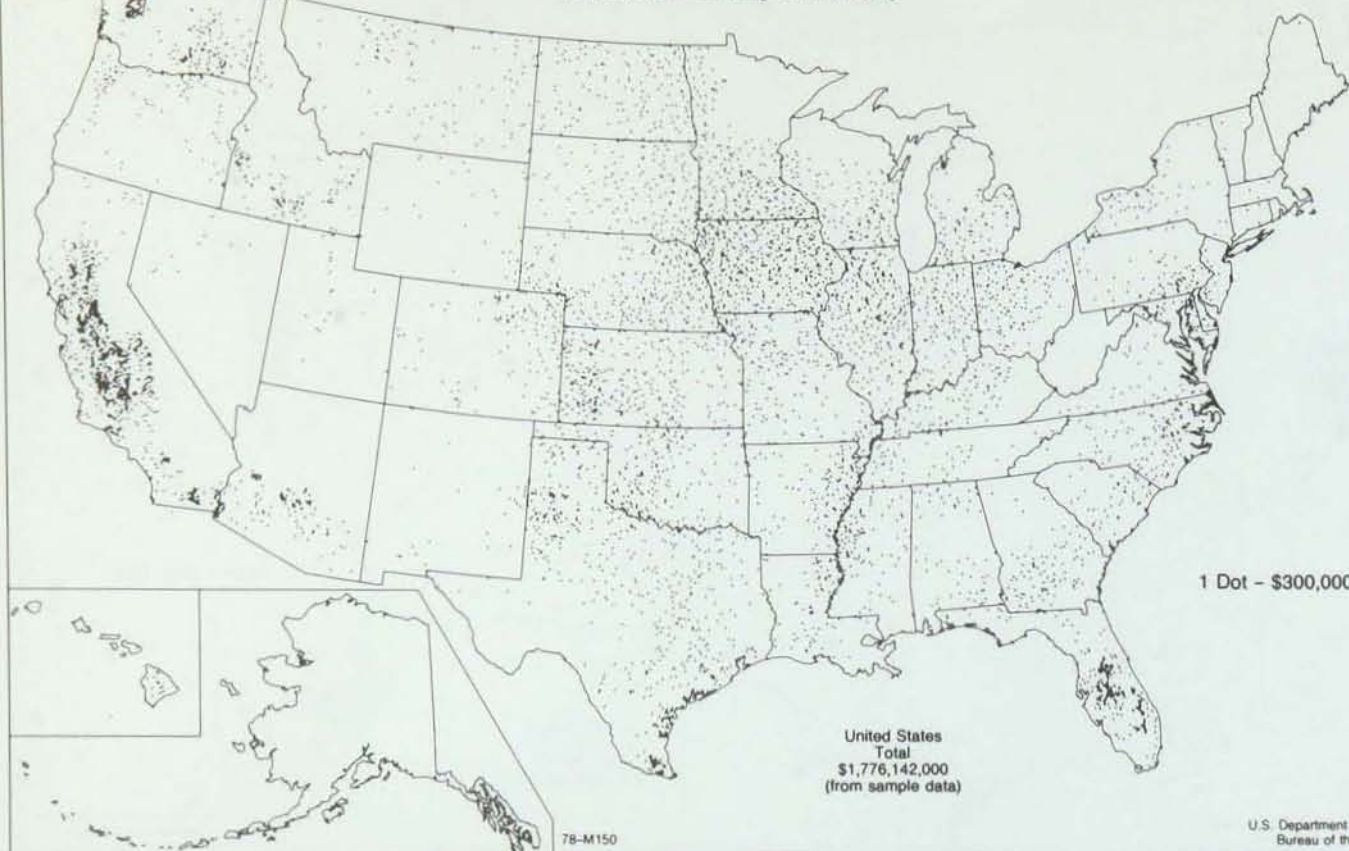 1 Dot – $300,000
United States
Total
$1,776,142,000
(from sample data)
78–M150
U.S. Department
Bureau of th